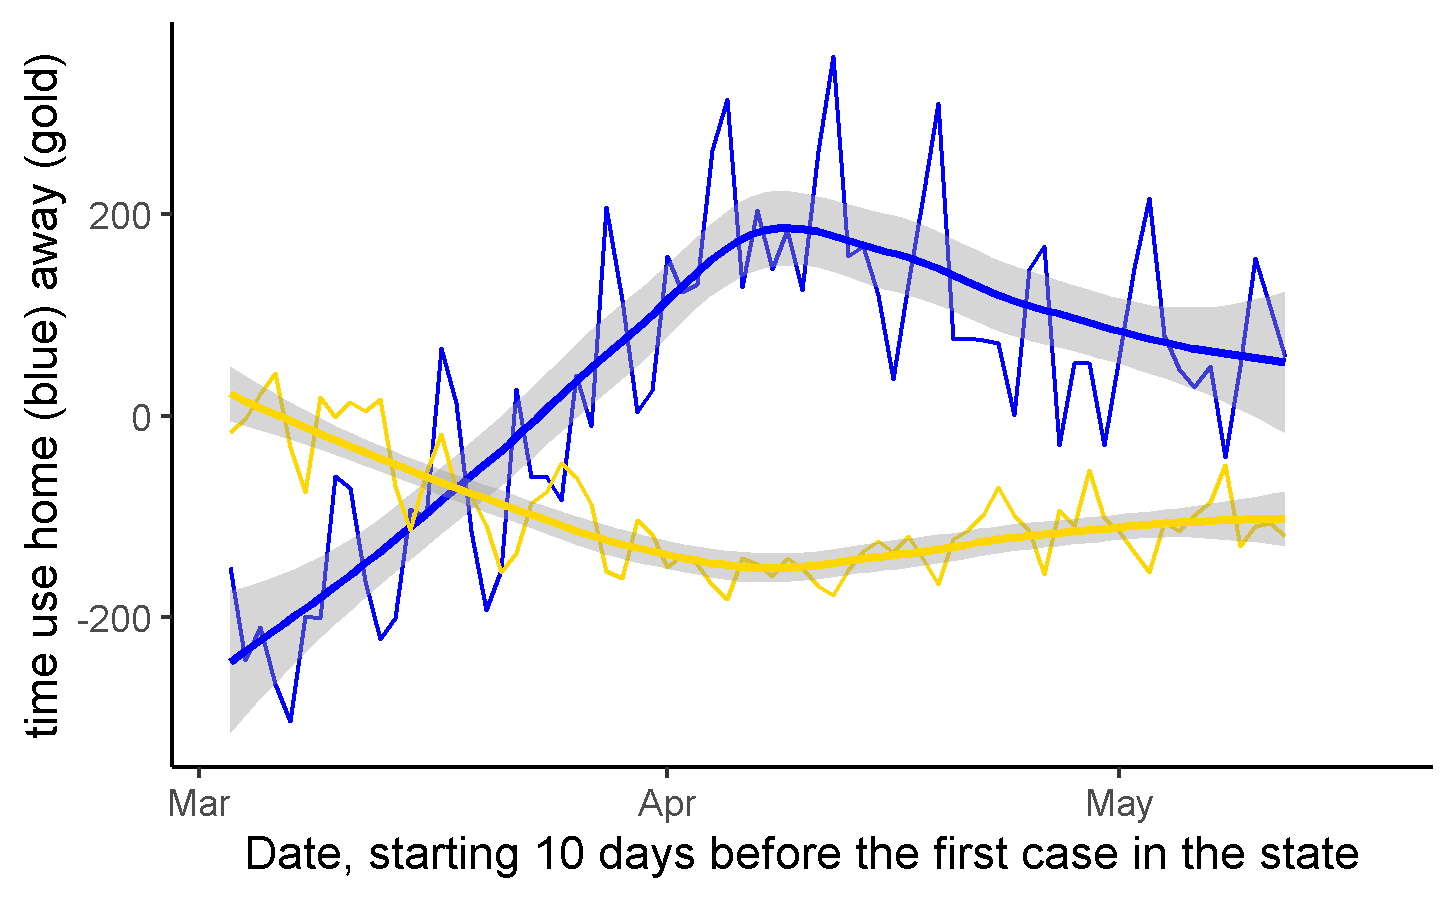 time use home (blue) away (gold)
200
0
-200
Mar
Apr
May
Date, starting 10 days before the first case in the state